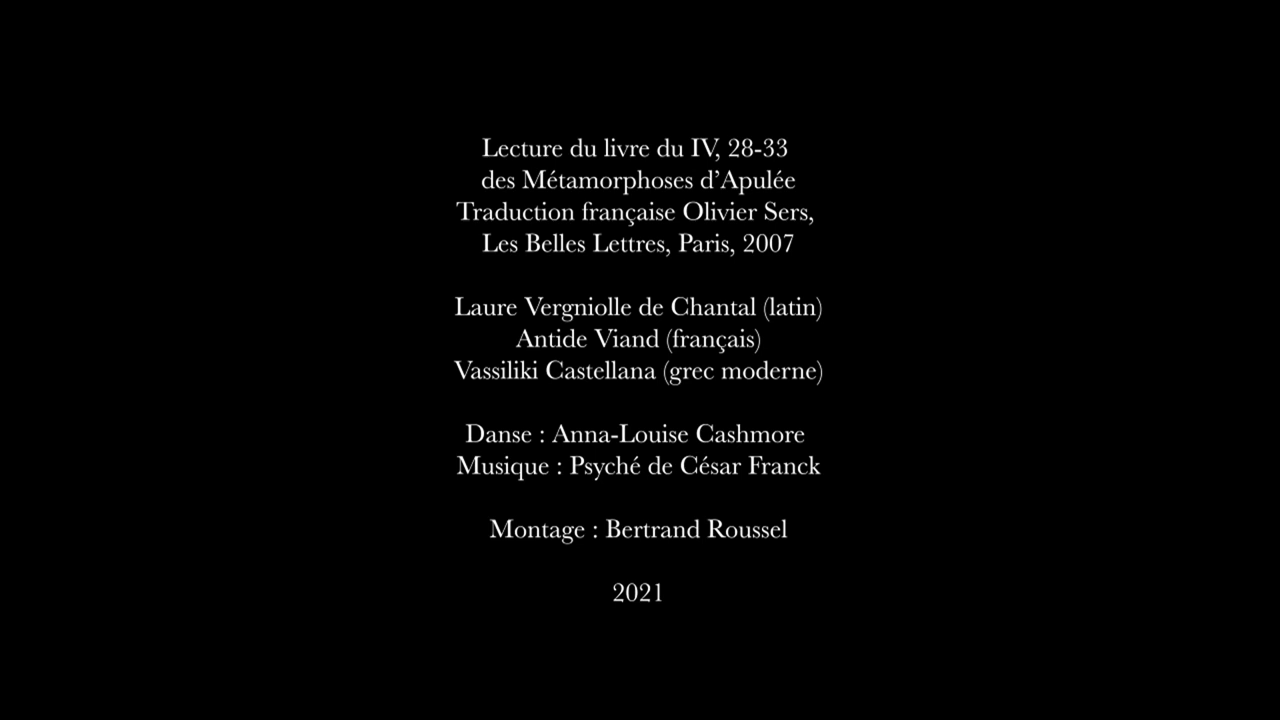 Lecture du livre du IV, 28-33
des Métamorphoses d’Apulée
Traduction française Olivier Sers,
Les Belles Lettres, Paris, 2007
Laure Vergniolle de Chantal (latin)
Antide Viand (français)
Vassiliki Castellana (grec moderne)
Danse : Anna-Louise Cashmore
Musique : Psyché de César Franck
Montage : Bertrand Roussel
2021